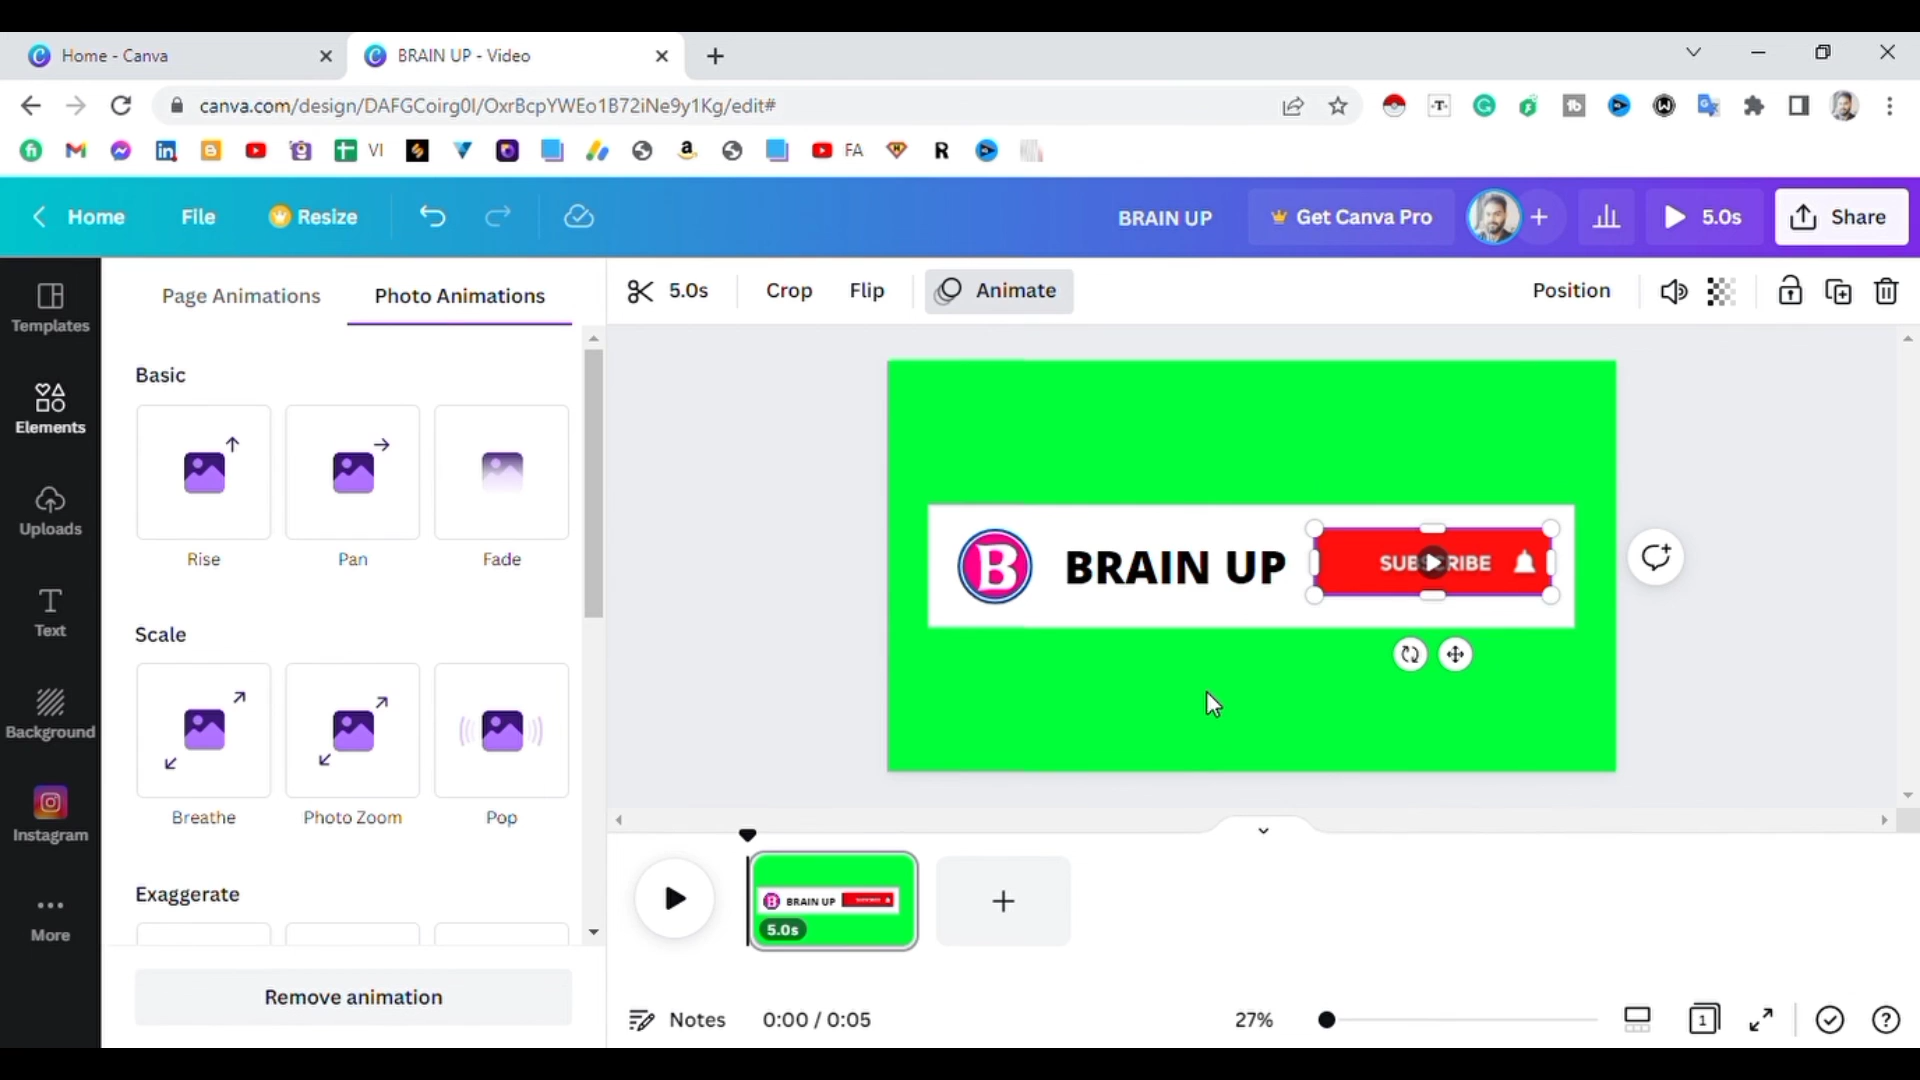 Home - Canva
BRAIN UP - Video
canva.com/design/DAFGCoirg0I/OxrBcpYWEo1B72iNe9y1Kg/edit#
VI
FA
Home
File
Resize
BRAIN UP
Get Canva Pro
5.0s
Share
Templates
Elements
Uploads
Text
Background
Instagram
More
Page Animations
Photo Animations
Basic
Rise
Pan
Fade
Scale
Breathe
Photo Zoom
Pop
Exaggerate
Remove animation
5.0s
Crop
Flip
Animate
Position
B
BRAIN UP
SUBSCRIBE
B
BRAIN UP
5.0s
Notes
0:00 / 0:05
27%
1